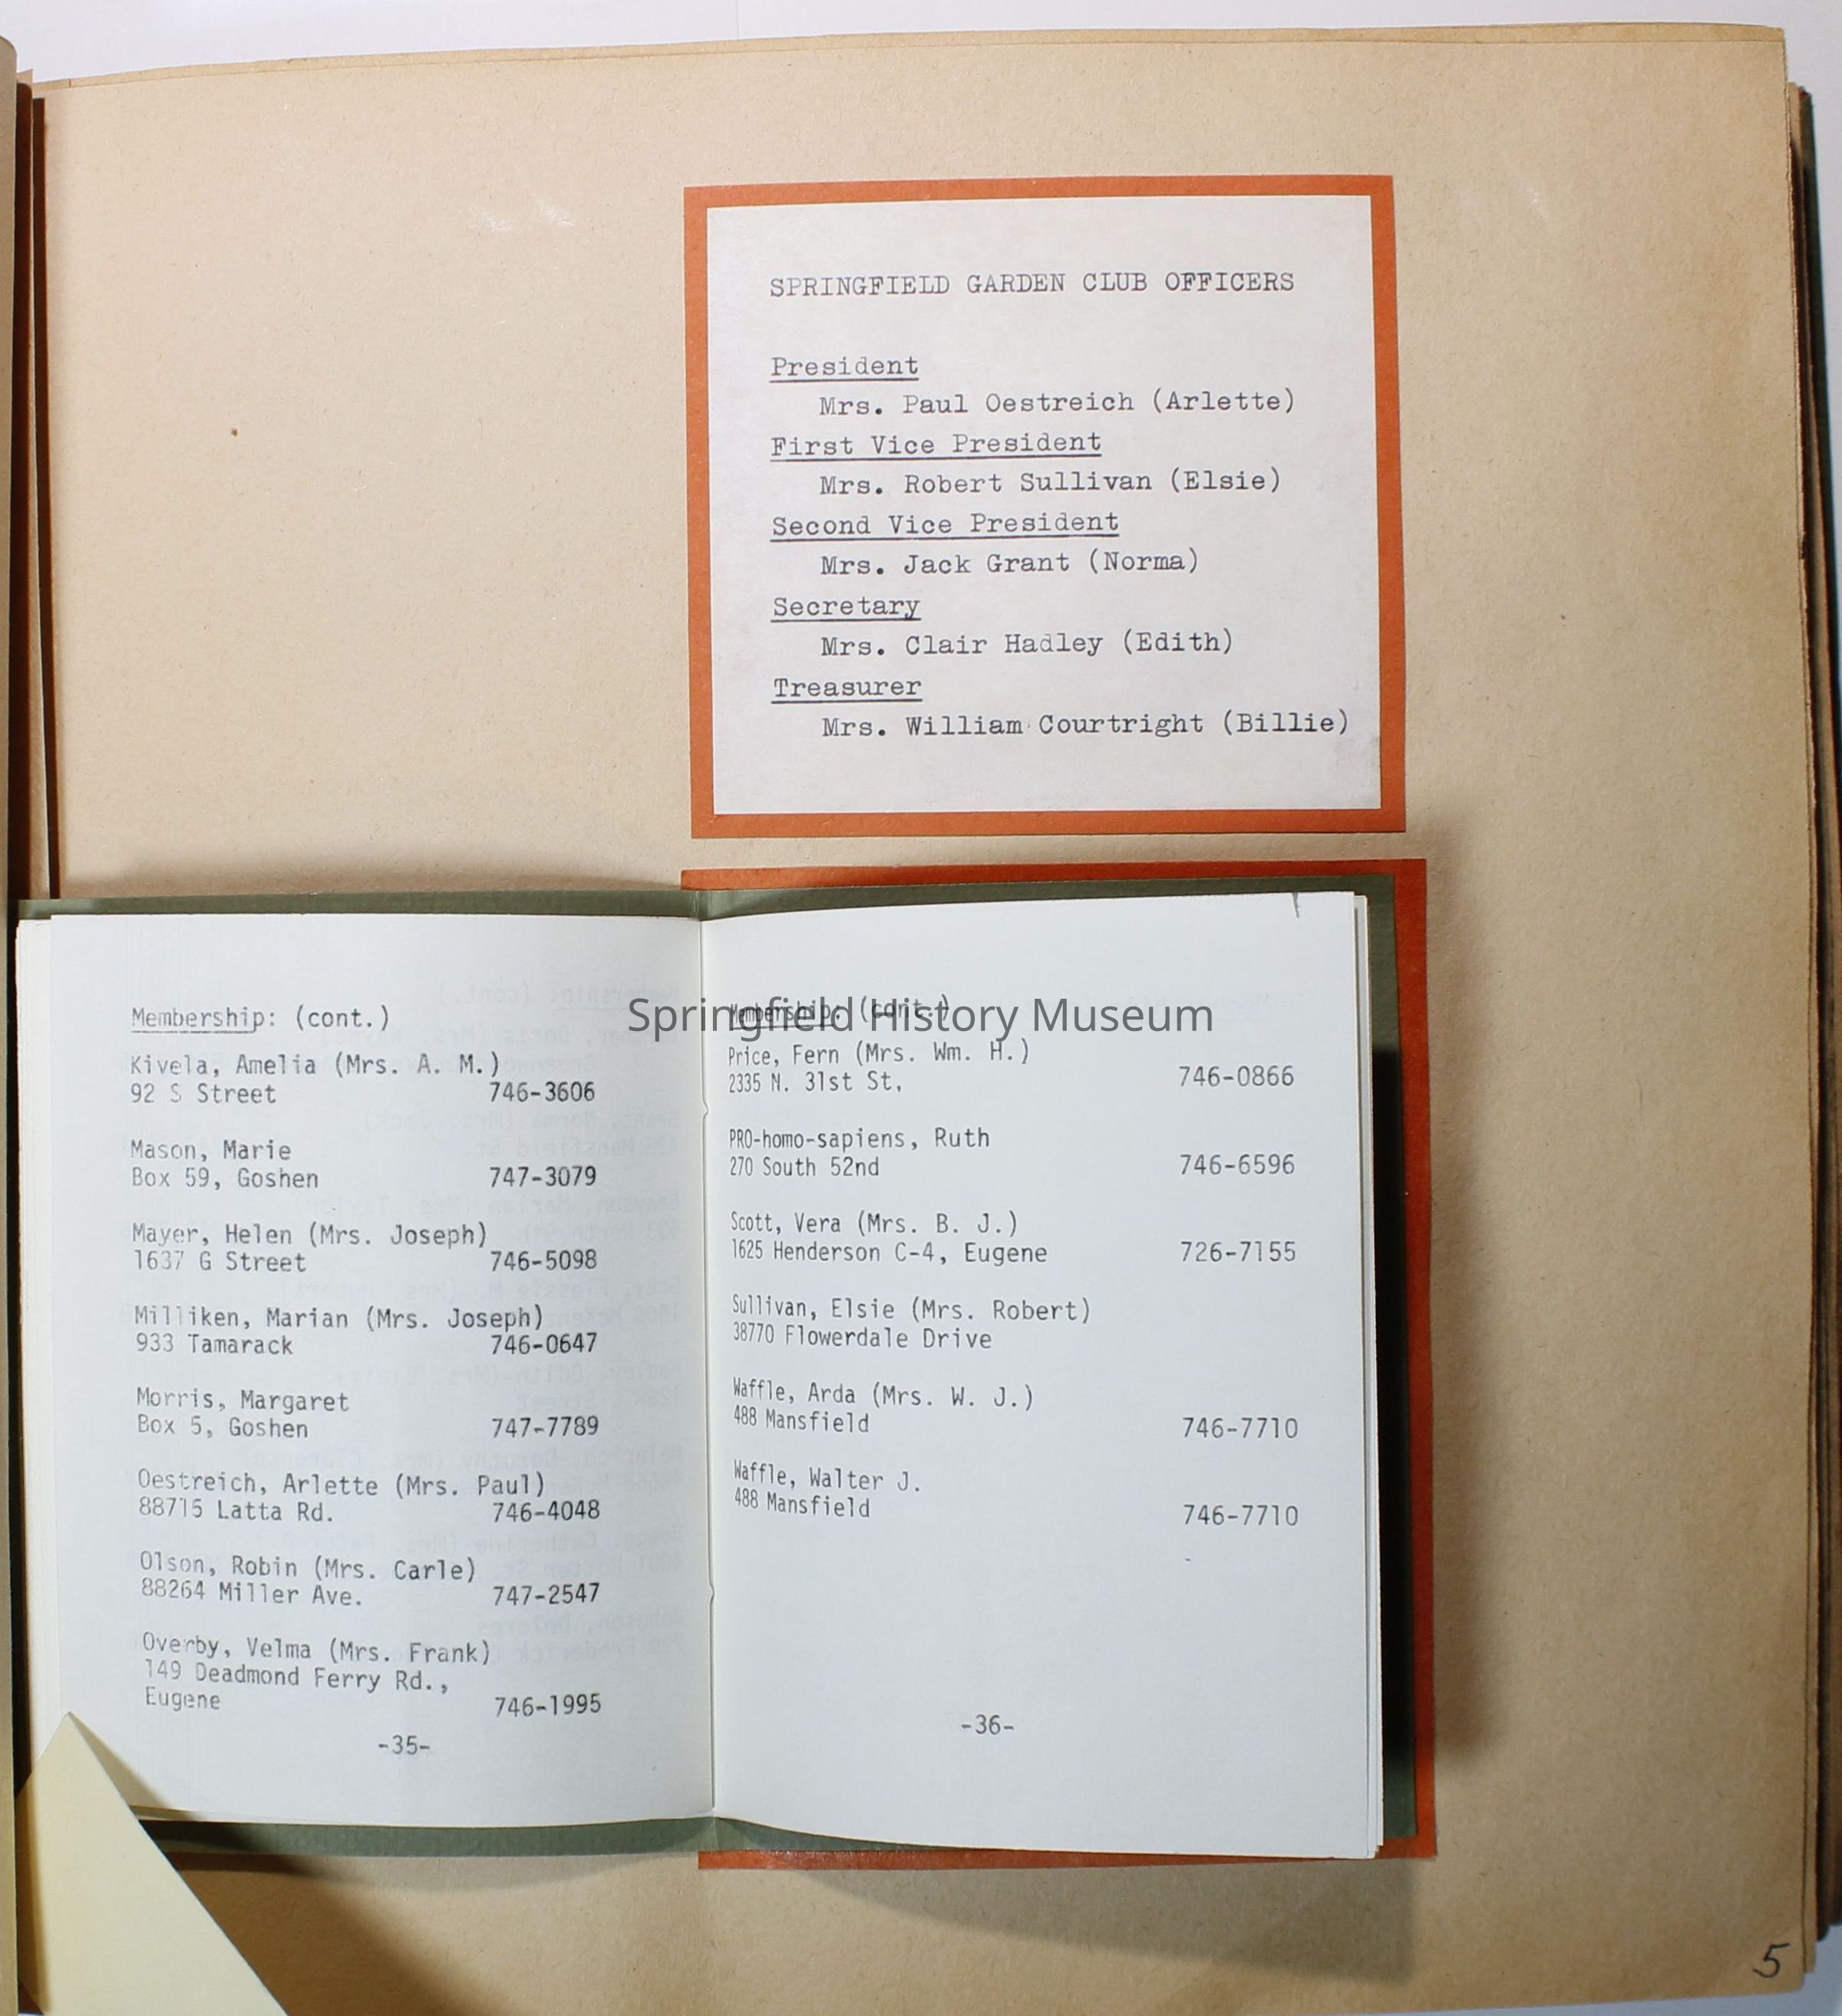 SPRINGFIELD GARDEN CLUB OFFICERS
President
Mrs. Paul Oestreich (Arlette)
First Vice President
Mrs. Robert Sullivan (Elsie)
Second Vice President
Mrs. Jack Grant (Norma)
Secretary
Mrs. Clair Hadley (Edith)
Treasurer
Mrs. William Courtright (Billie)
Membership: (cont.)
Kivela, Amelia (Mrs. A. M.)
92 S Street 746-3606
Mason, Marie
Box 59, Goshen 747-3079
Mayer, Helen (Mrs. Joseph)
1637 G Street 746-5098
Milliken, Marian (Mrs. Joseph)
933 Tamarack 746-0647
Morris, Margaret
Box 5, Goshen 747-7789
Oestreich, Arlette (Mrs. Paul)
88715 Latta Rd. 746-4048
Olson, Robin (Mrs. Carle)
88264 Miller Ave. 747-2547
Overby, Velma (Mrs. Frank)
149 Deadmond Ferry Rd.,
Eugene 746-1995
-35-
Springfield History Museum
Membership: (cont.)
Price, Fern (Mrs. Wm. H.)
2335 N. 31st St. 746-0866
PRO-homo-sapiens, Ruth
270 South 52nd 746-6596
Scott, Vera (Mrs. B. J.)
1625 Henderson C-4, Eugene 726-7155
Sullivan, Elsie (Mrs. Robert)
38770 Flowerdale Drive
Waffle, Arda (Mrs. W. J.)
488 Mansfield 746-7710
Waffle, Walter J.
488 Mansfield 746-7710
-36-
5